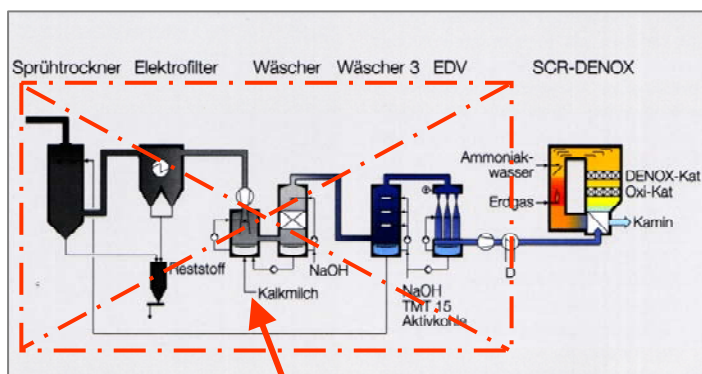 Sprühtrockner Elektrofilter Wäscher Wäscher 3 EDV SCR-DENOX
Ammoniak-
wasser
DENOX-Kat
Oxi-Kat
Erdgas
Kamin
Reststoff
NaOH
D
Kalkmilch
NaOH
TMT 15
Aktivkohle